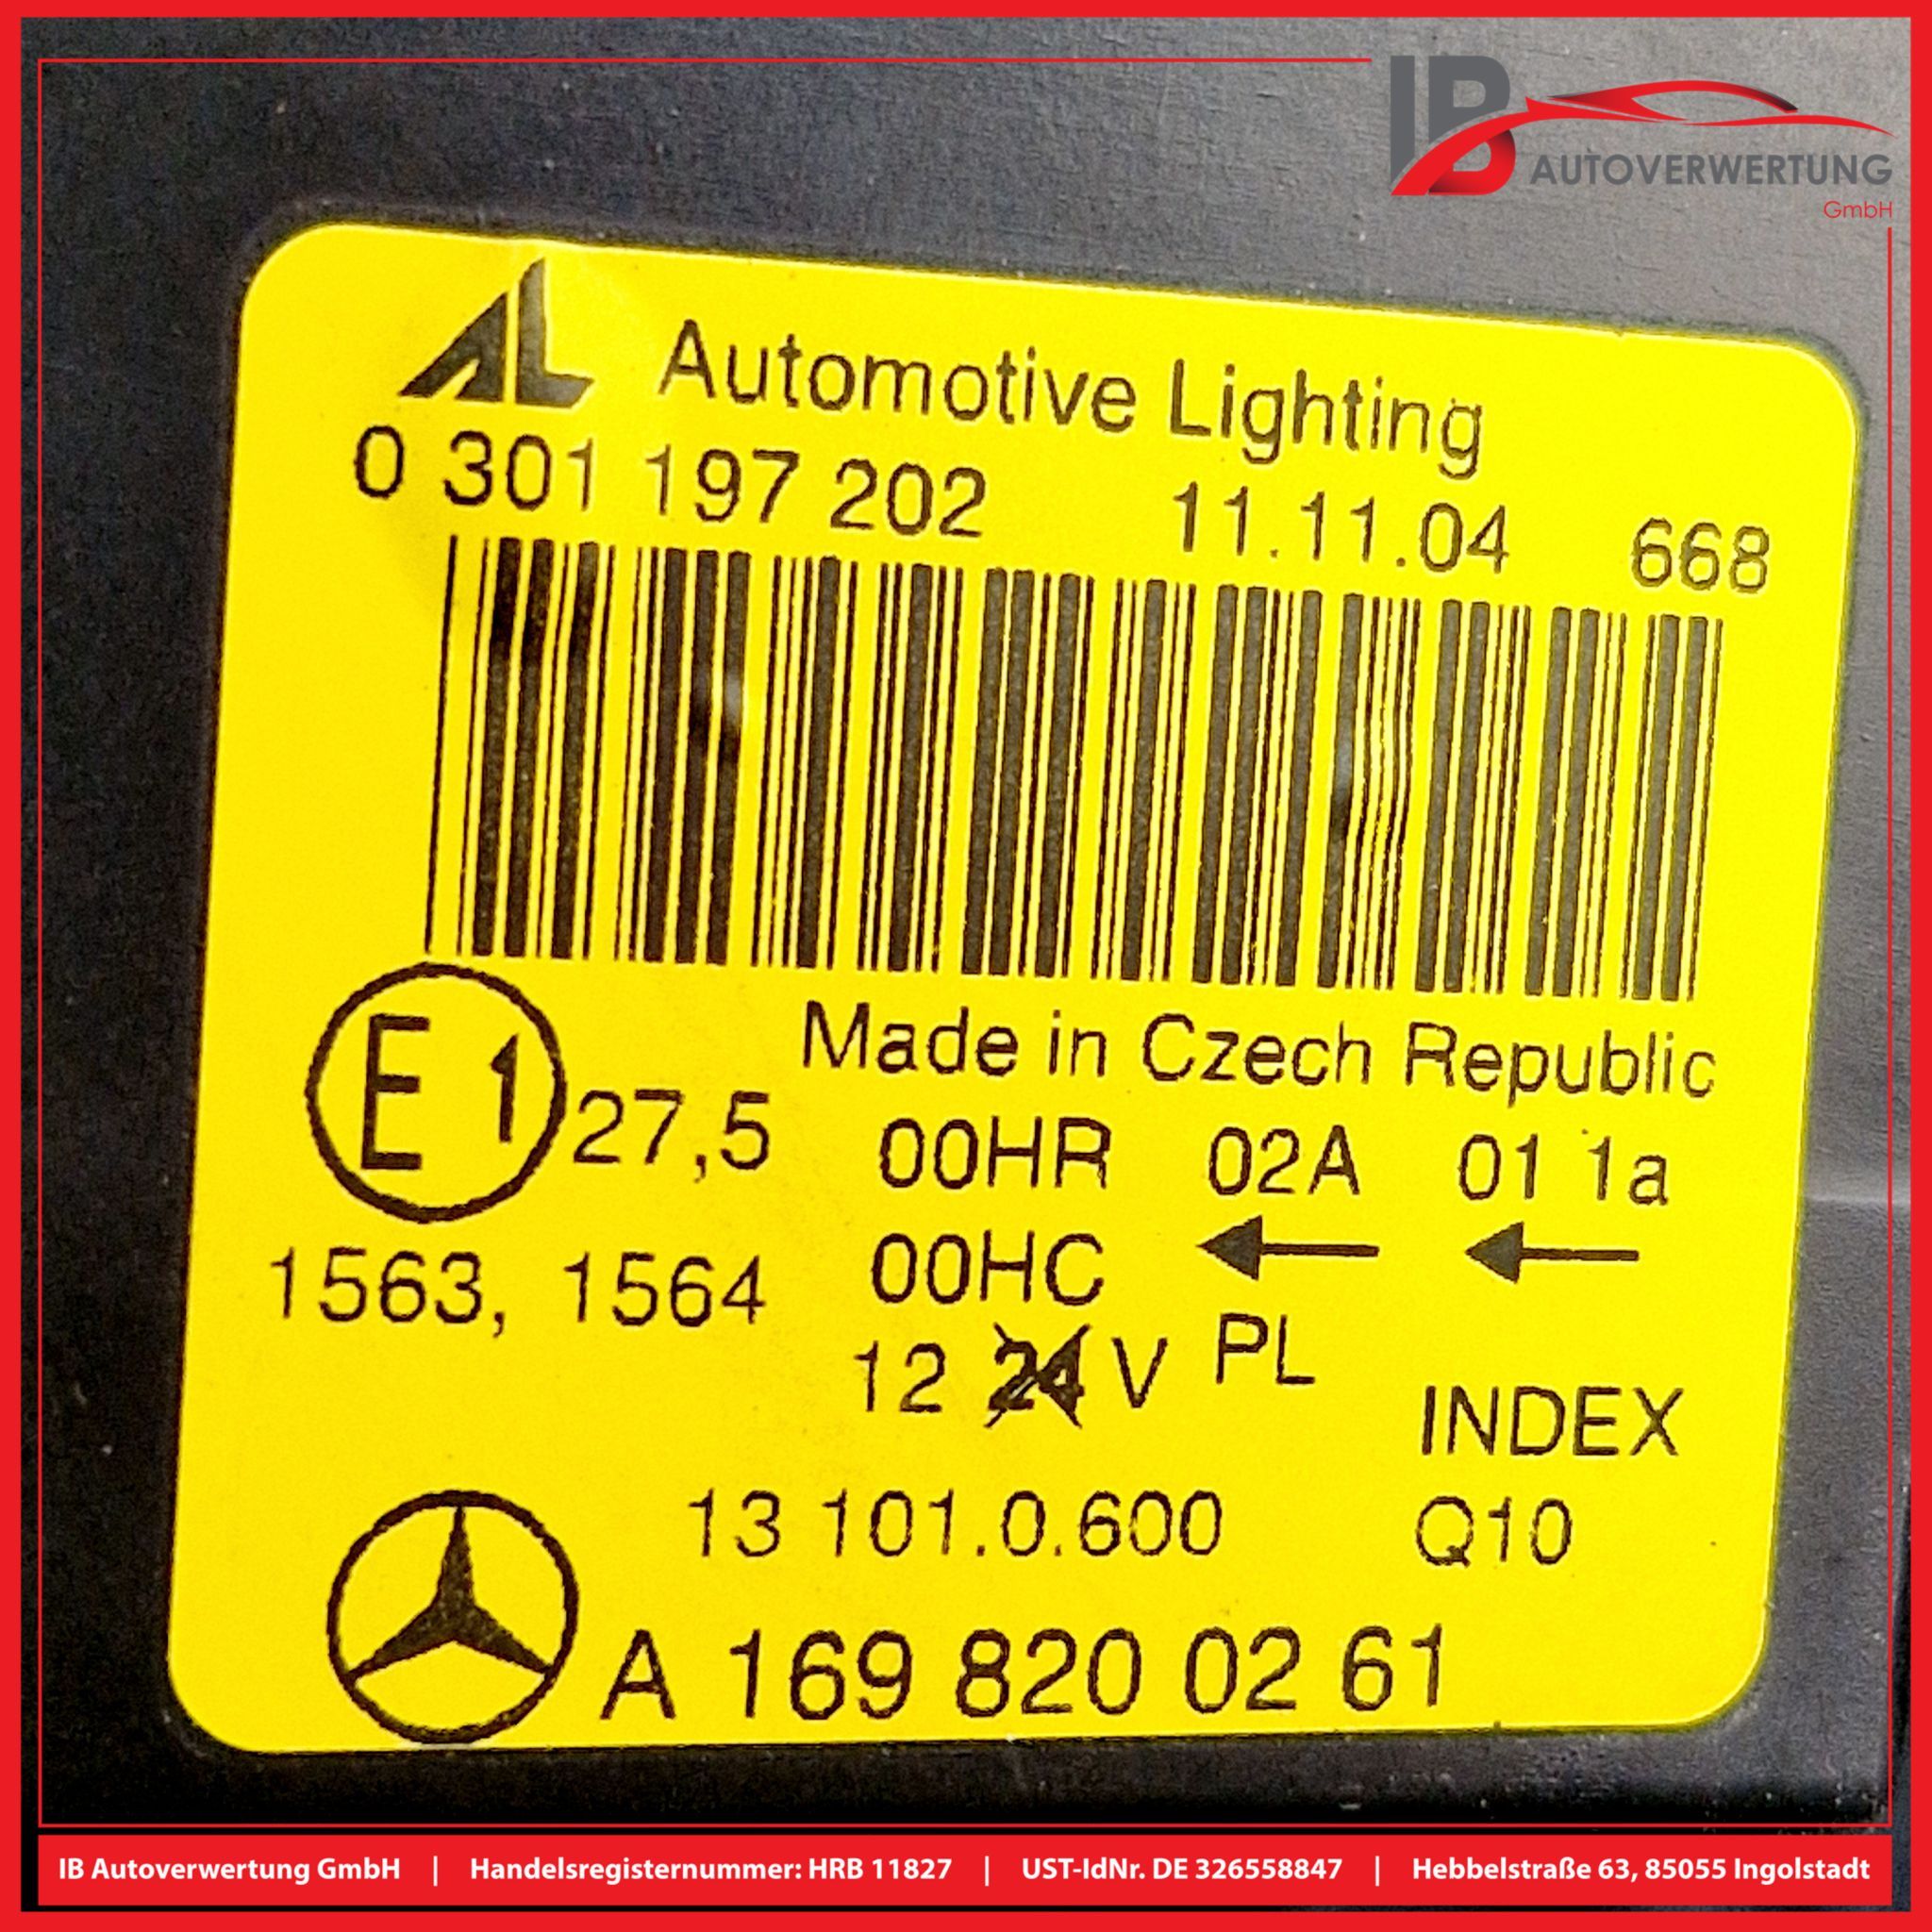 IB
AUTOVERWERTUNG
GmbH
AL Automotive Lighting
0 301 197 202 11.11.04 668
Made in Czech Republic
E1 27,5 00HR 02A 01 1a
1563, 1564 00HC ← ←
12 24 V PL
INDEX
13 101.0.600 Q10
A 169 820 02 61
IB Autoverwertung GmbH | Handelsregisternummer: HRB 11827 | UST-IdNr. DE 326558847 | Hebbelstraße 63, 85055 Ingolstadt